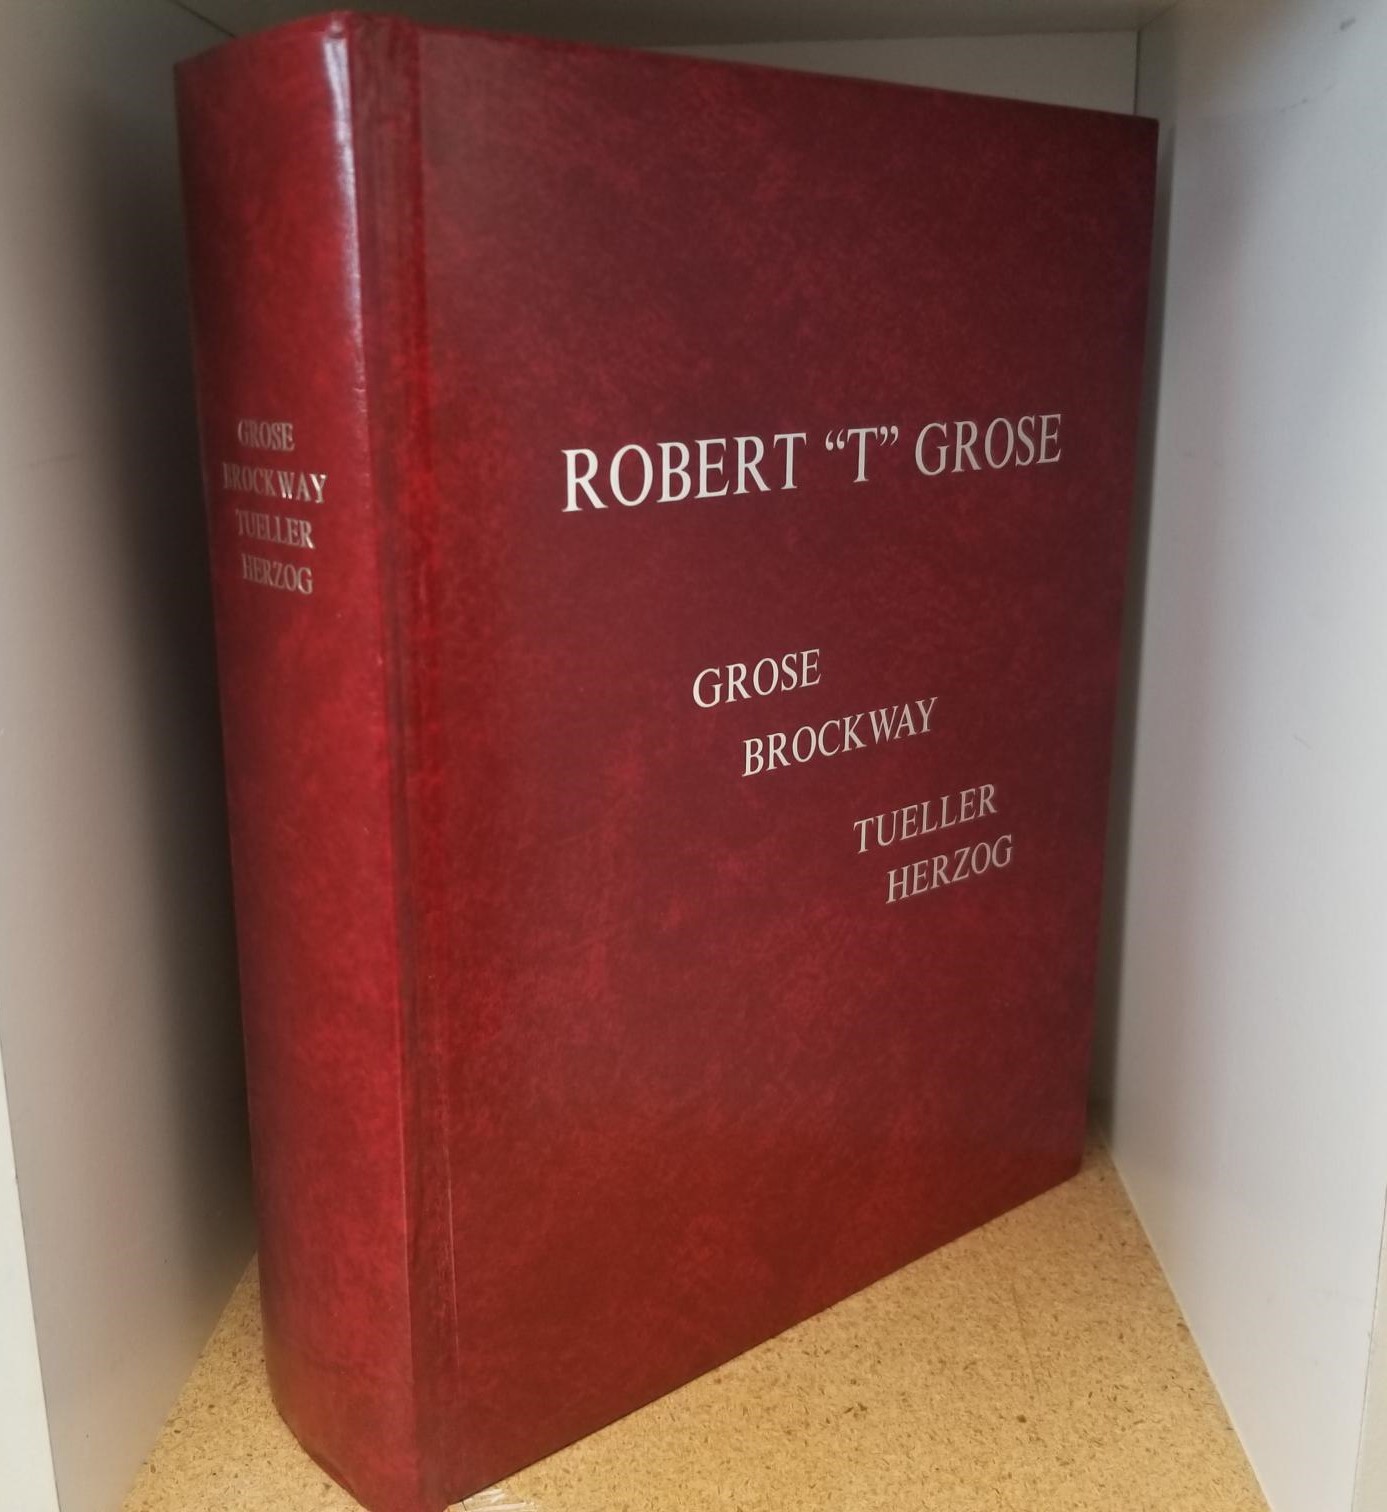 GROSE
BROCKWAY
TUELLER
HERZOG
ROBERT “T” GROSE
GROSE
BROCKWAY
TUELLER
HERZOG